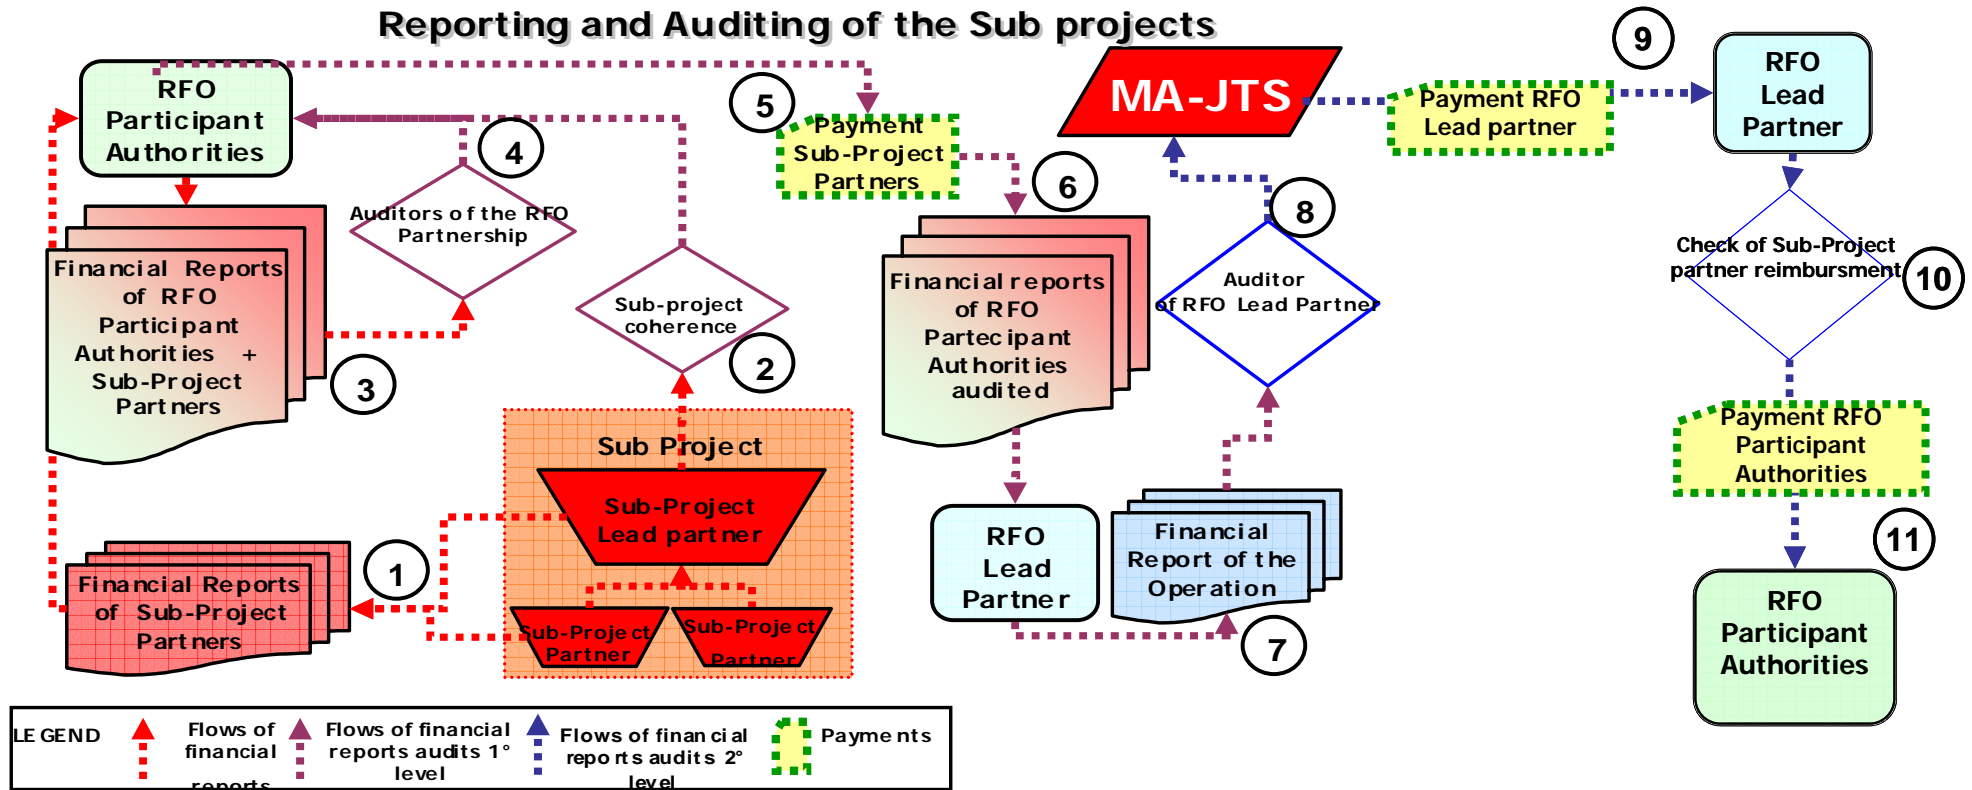 Reporting and Auditing of the Sub projects
RFO
Participant
Authorities
Financial Reports
of RFO
Participant
Authorities +
Sub-Project
Partners
3
Auditors of the RFO
Partnership
4
Sub-project
coherence
2
Sub Project
Sub-Project
Lead partner
Sub-Project
Partner
Sub-Project
Partner
1
Financial Reports
of Sub-Project
Partners
5
Payment
Sub-Project
Partners
6
Financial reports
of RFO
Partecipant
Authorities
audited
RFO
Lead
Partner
Financial
Report of the
Operation
7
Auditor
of RFO Lead Partner
8
MA-JTS
Payment RFO
Lead partner
9
RFO
Lead
Partner
Check of Sub-Project
partner reimbursment
10
Payment RFO
Participant
Authorities
11
RFO
Participant
Authorities
LEGEND
Flows of
financial
reports
Flows of financial
reports audits 1°
level
Flows of financial
reports audits 2°
level
Payments